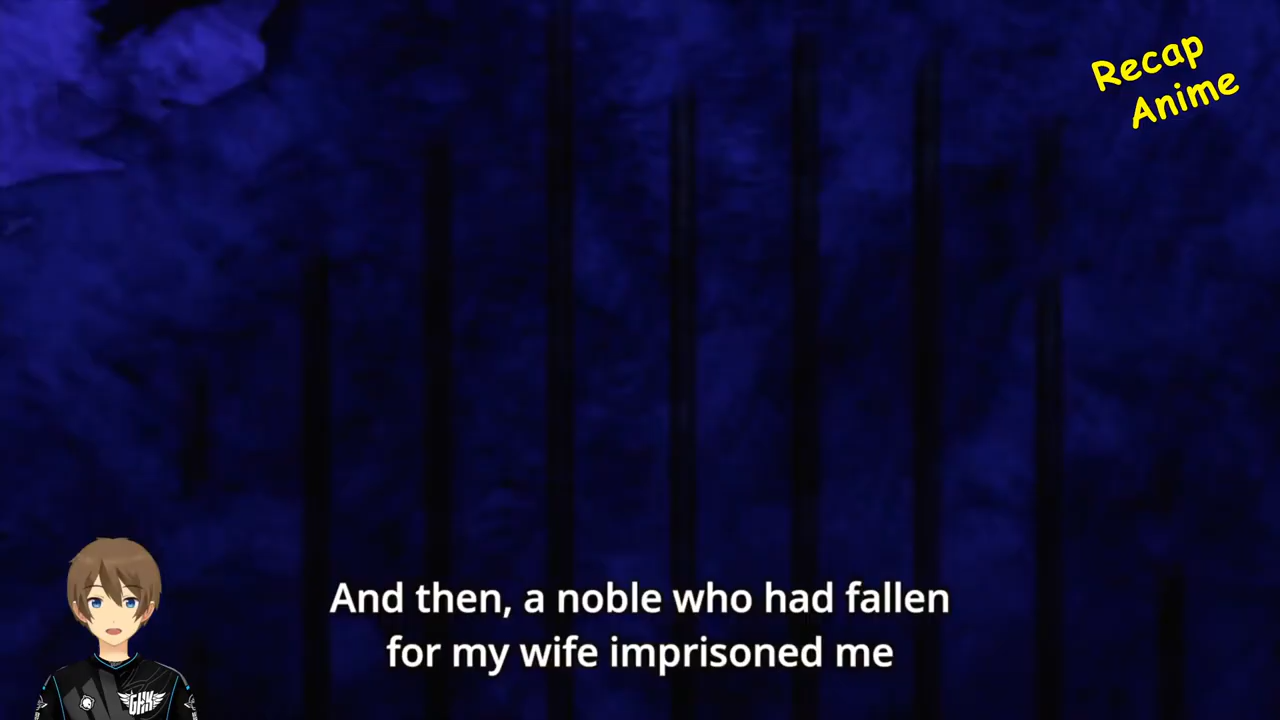 Recap
Anime
And then, a noble who had fallen
for my wife imprisoned me